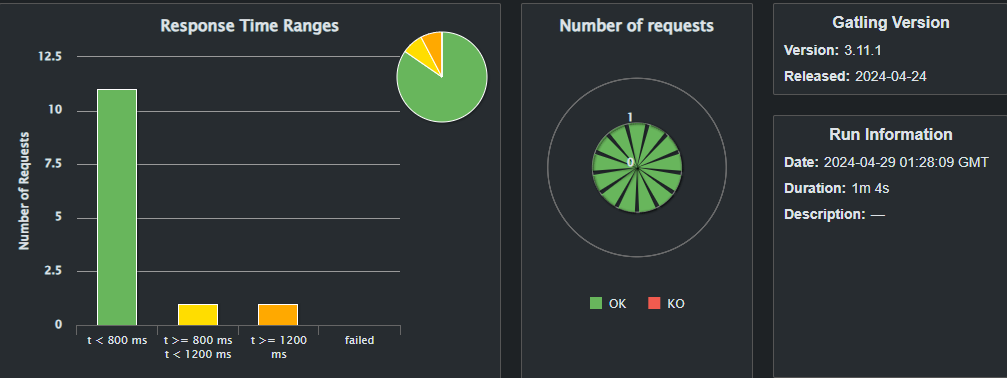 Response Time Ranges
Number of Requests
12.5
10
7.5
5
2.5
0
t < 800 ms
t >= 800 ms
t < 1200 ms
t >= 1200
ms
failed
Number of requests
1
0
OK
KO
Gatling Version
Version: 3.11.1
Released: 2024-04-24
Run Information
Date: 2024-04-29 01:28:09 GMT
Duration: 1m 4s
Description: —